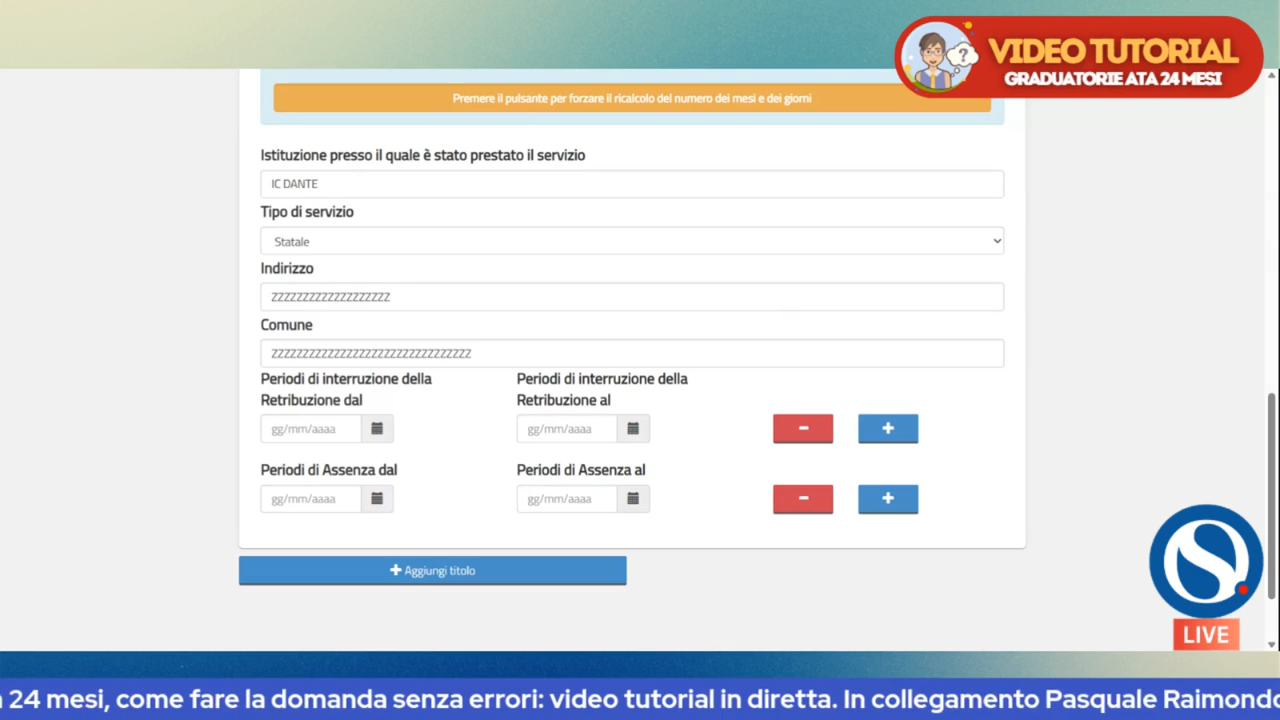 VIDEO TUTORIAL
GRADUATORIE ATA 24 MESI
Premere il pulsante per forzare il ricalcolo del numero dei mesi e dei giorni
Istituzione presso il quale è stato prestato il servizio
IC DANTE
Tipo di servizio
Statale
Indirizzo
ZZZZZZZZZZZZZZZZZZZ
Comune
ZZZZZZZZZZZZZZZZZZZZZZZZZZZZZZZZ
Periodi di interruzione della Retribuzione dal
Periodi di interruzione della Retribuzione al
gg/mm/aaaa
gg/mm/aaaa
Periodi di Assenza dal
Periodi di Assenza al
gg/mm/aaaa
gg/mm/aaaa
Aggiungi titolo
LIVE
24 mesi, come fare la domanda senza errori: video tutorial in diretta. In collegamento Pasquale Raimondo